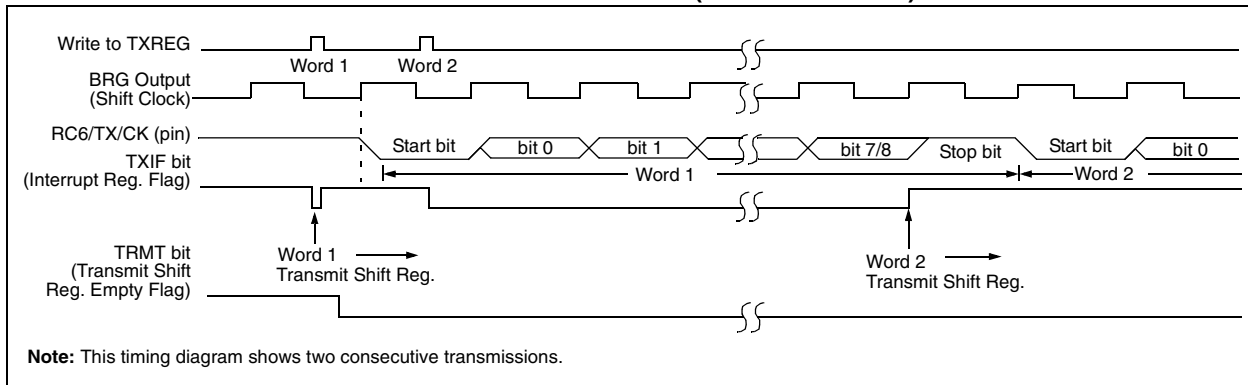 Write to TXREG
Word 1
Word 2
BRG Output
(Shift Clock)
RC6/TX/CK (pin)
Start bit
bit 0
bit 1
bit 7/8
Stop bit
Start bit
bit 0
TXIF bit
(Interrupt Reg. Flag)
Word 1
Word 2
Word 1
Transmit Shift Reg.
Word 2
Transmit Shift Reg.
TRMT bit
(Transmit Shift
Reg. Empty Flag)
Note: This timing diagram shows two consecutive transmissions.